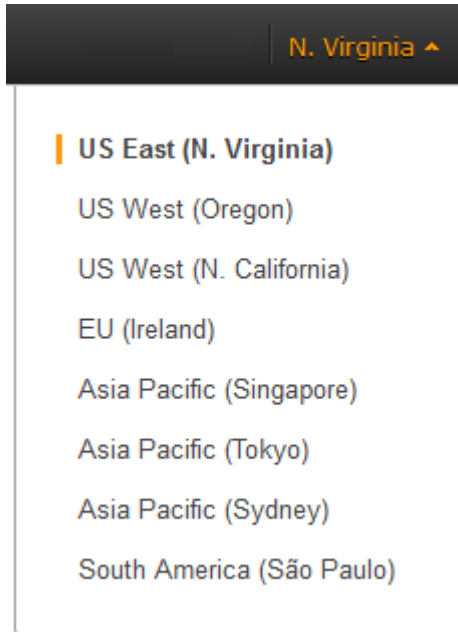 N. Virginia
US East (N. Virginia)
US West (Oregon)
US West (N. California)
EU (Ireland)
Asia Pacific (Singapore)
Asia Pacific (Tokyo)
Asia Pacific (Sydney)
South America (São Paulo)